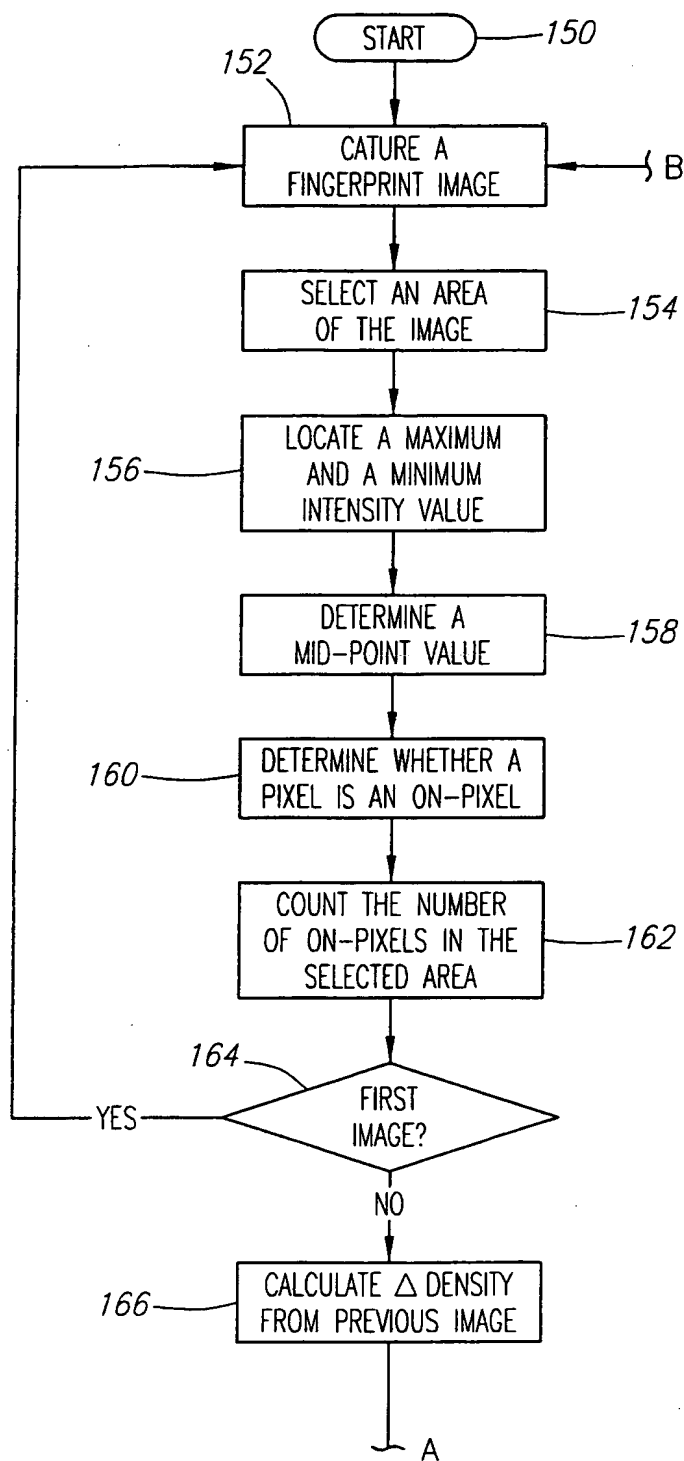 START
150
152
CATURE A
FINGERPRINT IMAGE
B
SELECT AN AREA
OF THE IMAGE
154
LOCATE A MAXIMUM
AND A MINIMUM
INTENSITY VALUE
156
DETERMINE A
MID-POINT VALUE
158
160
DETERMINE WHETHER A
PIXEL IS AN ON-PIXEL
COUNT THE NUMBER
OF ON-PIXELS IN THE
SELECTED AREA
162
164
FIRST
IMAGE?
YES
NO
166
CALCULATE Δ DENSITY
FROM PREVIOUS IMAGE
A